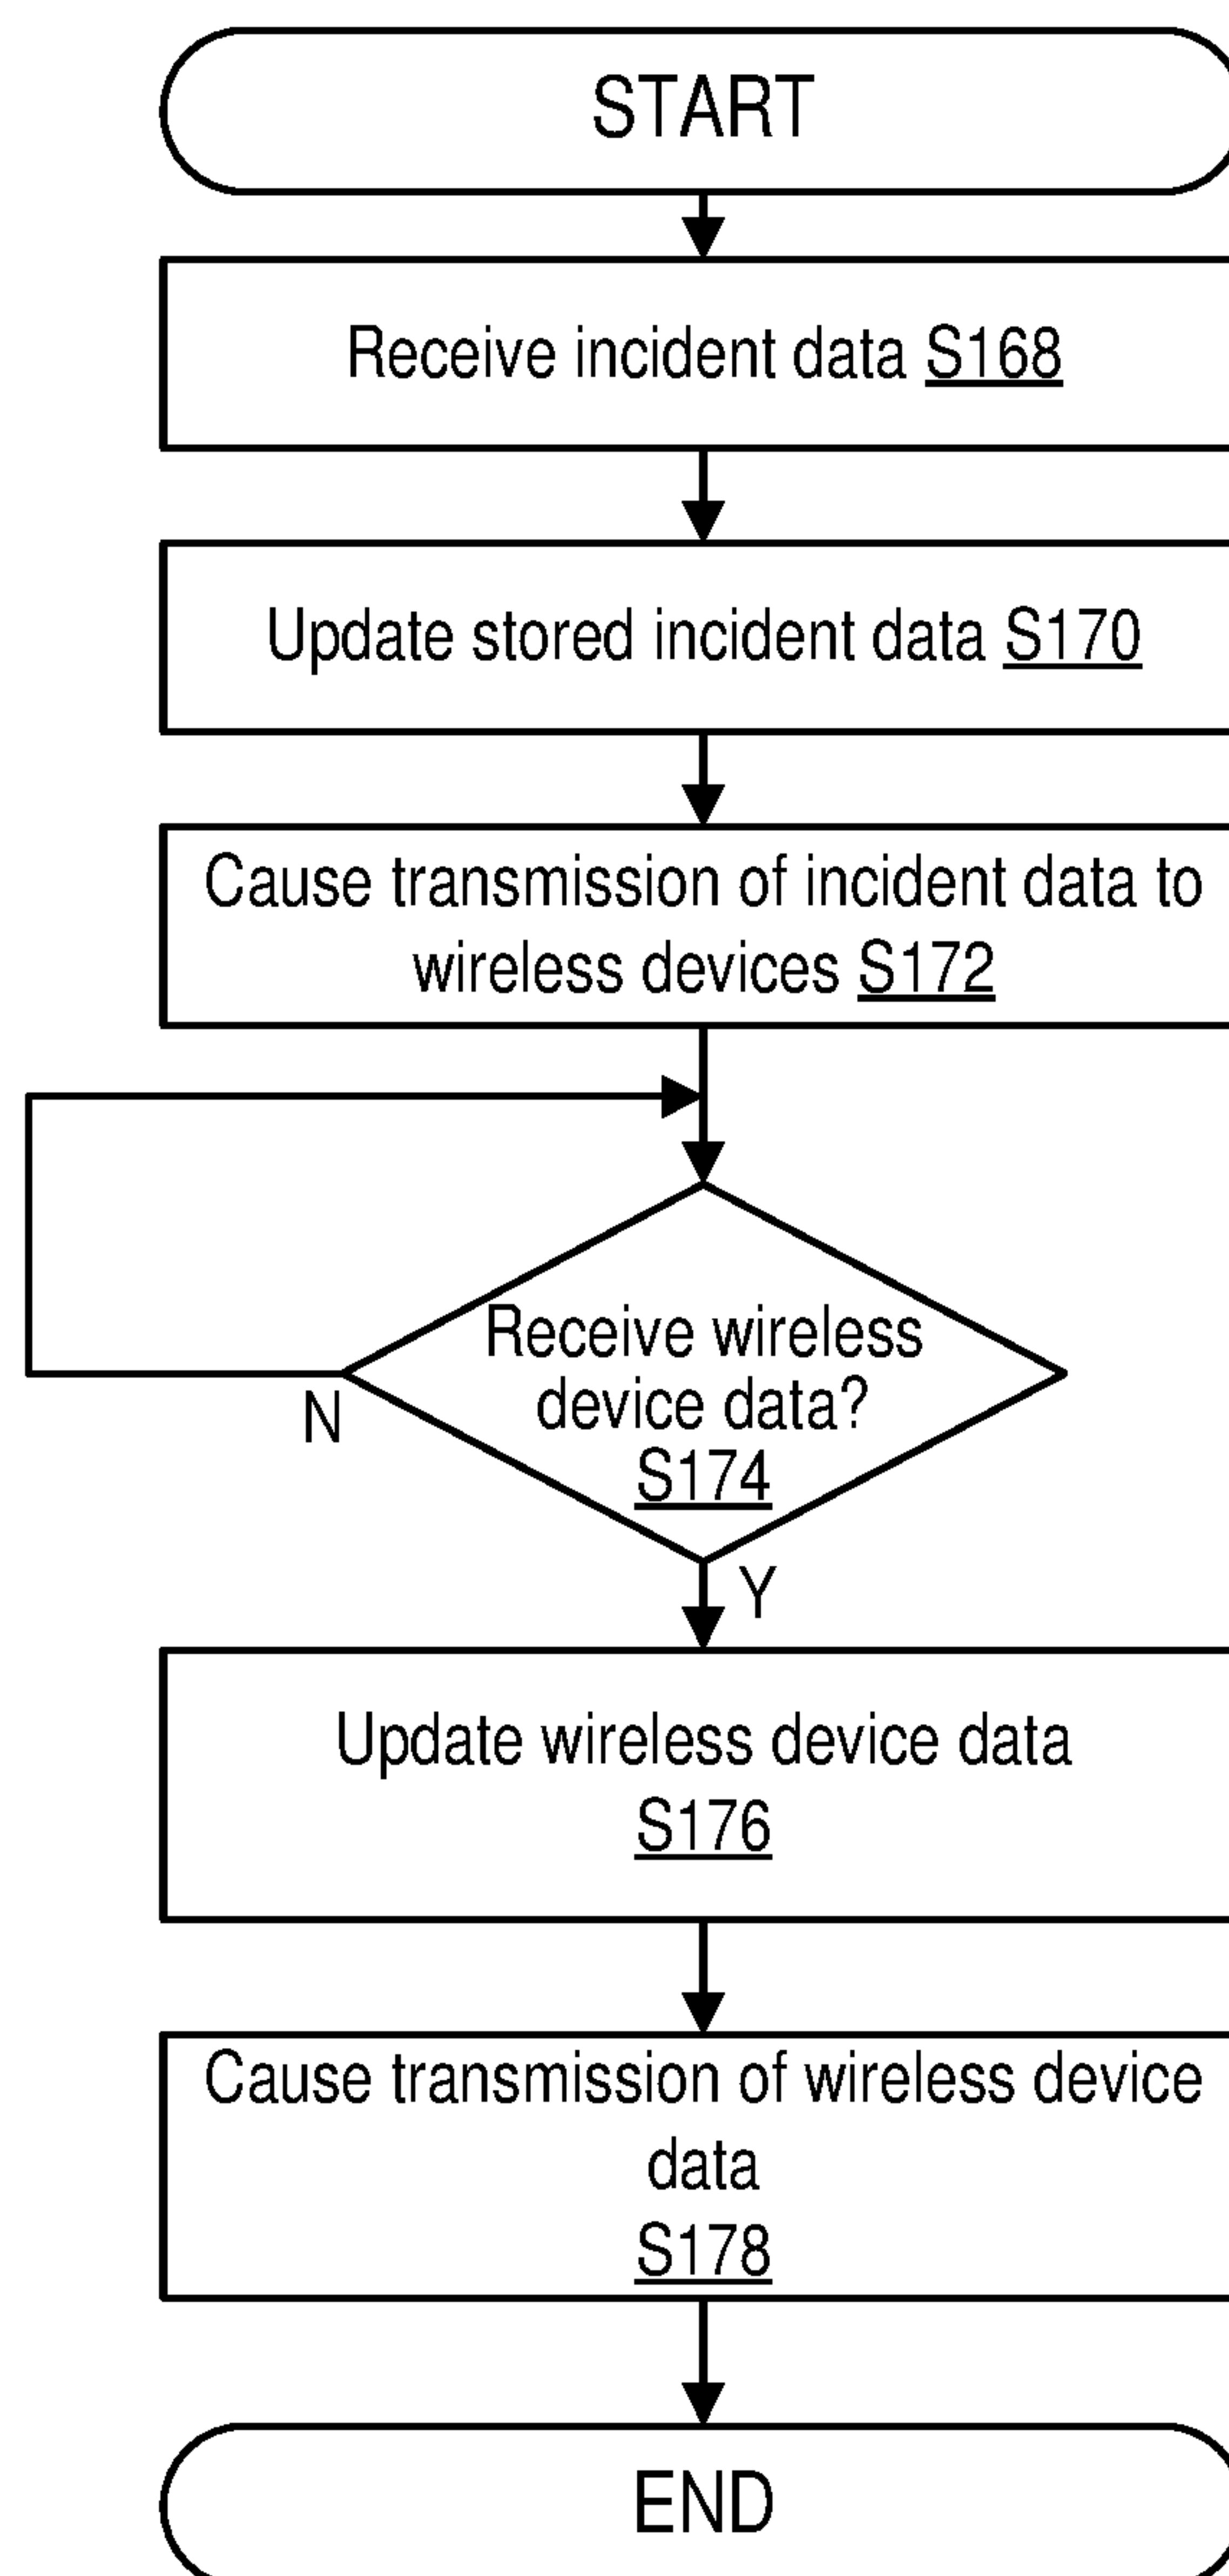 START
Receive incident data S168
Update stored incident data S170
Cause transmission of incident data to
wireless devices S172
Receive wireless
device data?
S174
N
Y
Update wireless device data
S176
Cause transmission of wireless device
data
S178
END